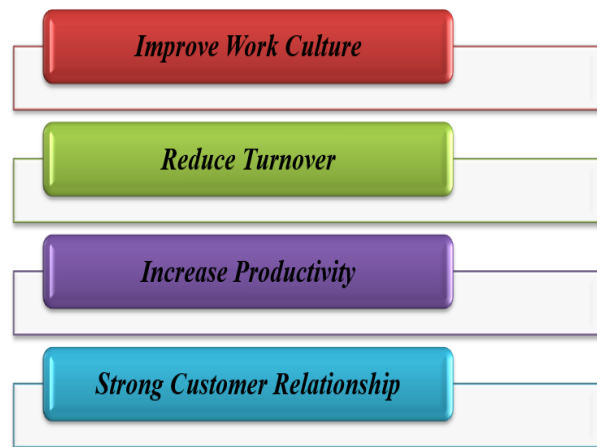 Improve Work Culture
Reduce Turnover
Increase Productivity
Strong Customer Relationship